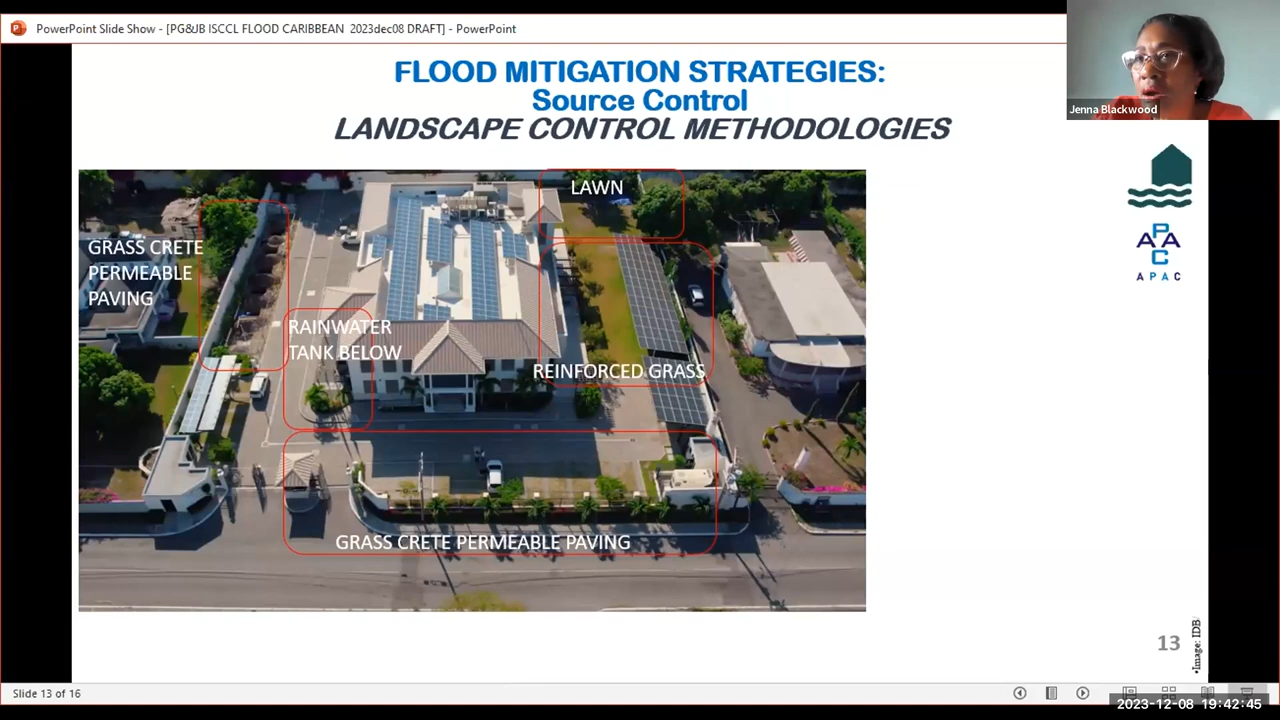 PowerPoint Slide Show - [PG&JB ISCCL FLOOD CARIBBEAN 2023dec08 DRAFT] - PowerPoint
Jenna Blackwood
FLOOD MITIGATION STRATEGIES:
Source Control
LANDSCAPE CONTROL METHODOLOGIES
LAWN
GRASS CRETE
PERMEABLE
PAVING
RAINWATER
TANK BELOW
REINFORCED GRASS
GRASS CRETE PERMEABLE PAVING
P
A A
C
APAC
13
•Image: IDB
Slide 13 of 16
2023-12-08 19:42:45